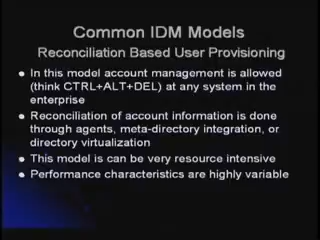 Common IDM Models
Reconciliation Based User Provisioning
In this model account management is allowed
(think CTRL+ALT+DEL) at any system in the
enterprise
Reconciliation of account information is done
through agents, meta-directory integration, or
directory virtualization
This model is can be very resource intensive
Performance characteristics are highly variable